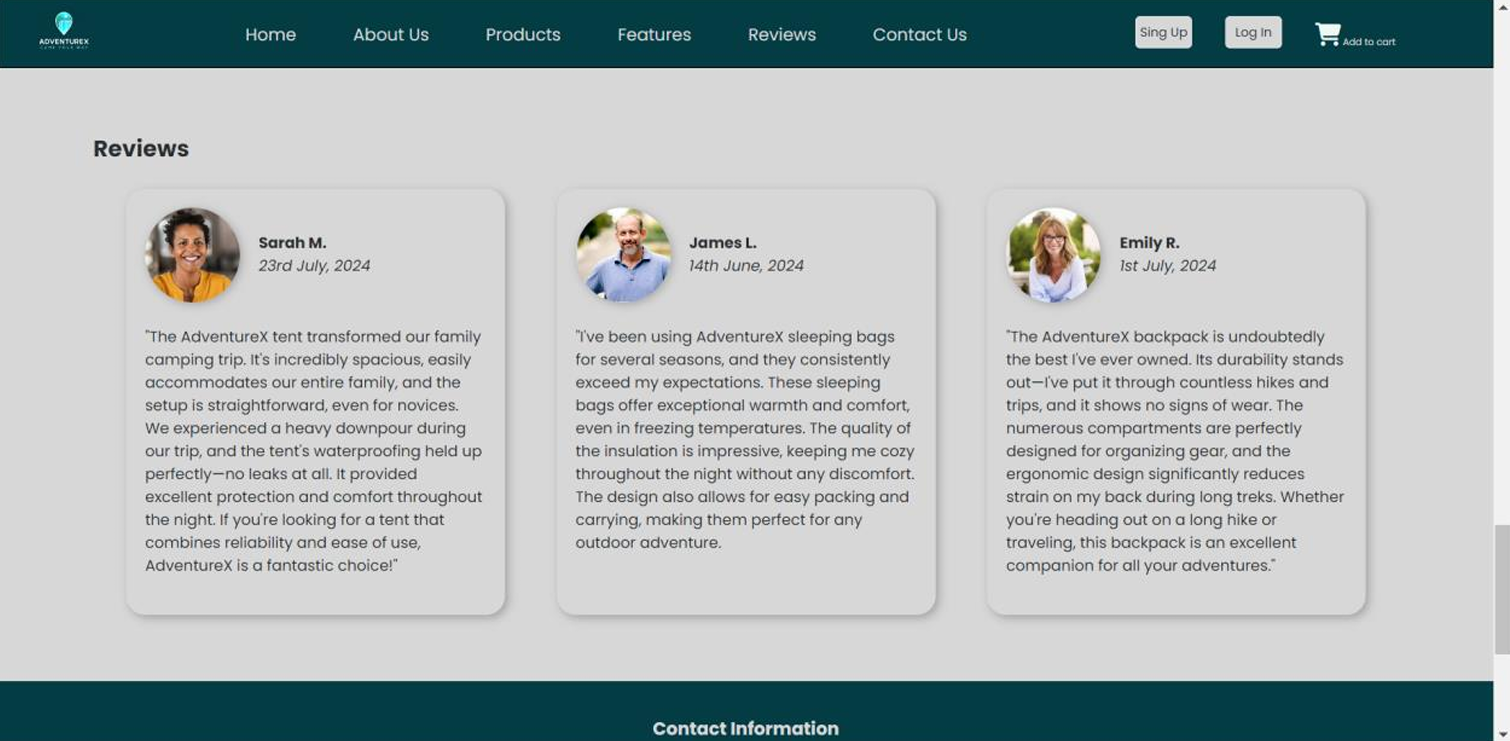 ADVENTUREX
Home
About Us
Products
Features
Reviews
Contact Us
Sing Up
Log In
Add to cart
Reviews
Sarah M.
23rd July, 2024
"The AdventureX tent transformed our family
camping trip. It's incredibly spacious, easily
accommodates our entire family, and the
setup is straightforward, even for novices.
We experienced a heavy downpour during
our trip, and the tent's waterproofing held up
perfectly—no leaks at all. It provided
excellent protection and comfort throughout
the night. If you're looking for a tent that
combines reliability and ease of use,
AdventureX is a fantastic choice!"
James L.
14th June, 2024
"I've been using AdventureX sleeping bags
for several seasons, and they consistently
exceed my expectations. These sleeping
bags offer exceptional warmth and comfort,
even in freezing temperatures. The quality of
the insulation is impressive, keeping me cozy
throughout the night without any discomfort.
The design also allows for easy packing and
carrying, making them perfect for any
outdoor adventure.
Emily R.
1st July, 2024
"The AdventureX backpack is undoubtedly
the best I've ever owned. Its durability stands
out—I've put it through countless hikes and
trips, and it shows no signs of wear. The
numerous compartments are perfectly
designed for organizing gear, and the
ergonomic design significantly reduces
strain on my back during long treks. Whether
you're heading out on a long hike or
traveling, this backpack is an excellent
companion for all your adventures."
Contact Information